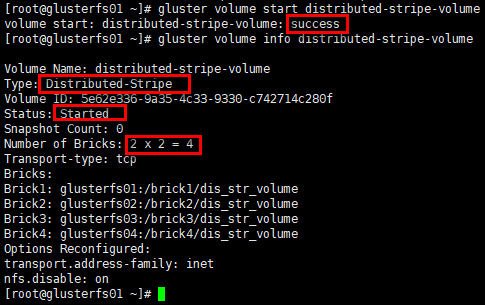 [root@glusterfs01 ~]# gluster volume start distributed-stripe-volume
volume start: distributed-stripe-volume: success
[root@glusterfs01 ~]# gluster volume info distributed-stripe-volume
Volume Name: distributed-stripe-volume
Type: Distributed-Stripe
Volume ID: 5e62e336-9a35-4c33-9330-c742714c280f
Status: Started
Snapshot Count: 0
Number of Bricks: 2 x 2 = 4
Transport-type: tcp
Bricks:
Brick1: glusterfs01:/brick1/dis_str_volume
Brick2: glusterfs02:/brick2/dis_str_volume
Brick3: glusterfs03:/brick3/dis_str_volume
Brick4: glusterfs04:/brick4/dis_str_volume
Options Reconfigured:
transport.address-family: inet
nfs.disable: on
[root@glusterfs01 ~]#